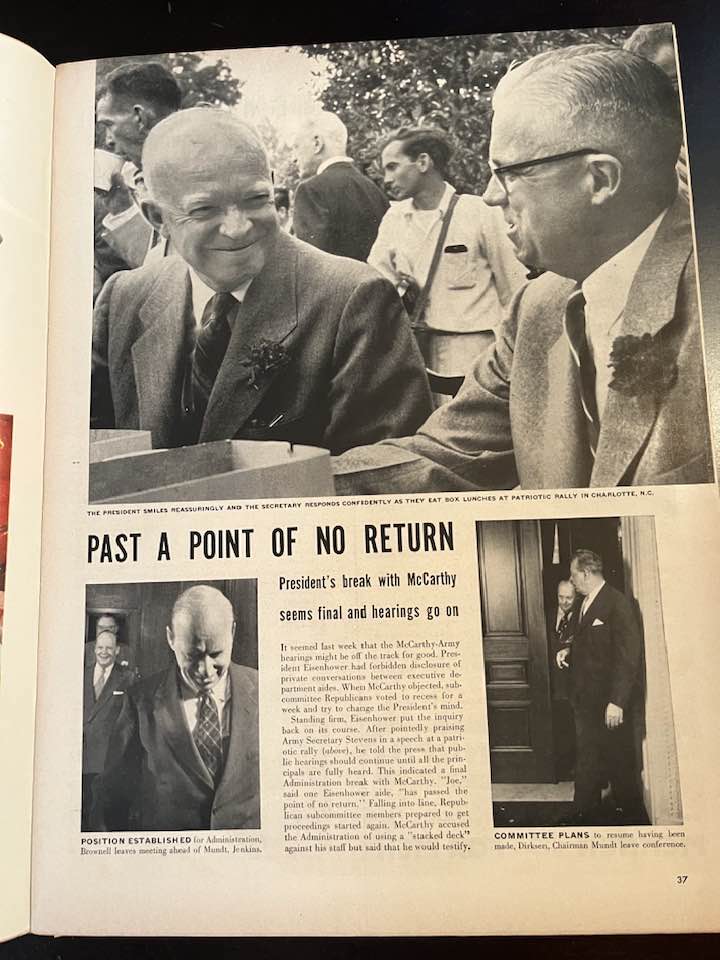 THE PRESIDENT SMILES REASSURINGLY AND THE SECRETARY RESPONDS CONFIDENTLY AS THEY EAT BOX LUNCHES AT PATRIOTIC RALLY IN CHARLOTTE, N.C.
PAST A POINT OF NO RETURN
President's break with McCarthy
seems final and hearings go on
It seemed last week that the McCarthy-Army
hearings might be off the track for good. Pres-
ident Eisenhower had forbidden disclosure of
private conversations between executive de-
partment aides. When McCarthy objected, sub-
committee Republicans voted to recess for a
week and try to change the President's mind.
Standing firm, Eisenhower put the inquiry
back on its course. After pointedly praising
Army Secretary Stevens in a speech at a patri-
otic rally (above), he told the press that pub-
lic hearings should continue until all the prin-
cipals are fully heard. This indicated a final
Administration break with McCarthy. "Joe,"
said one Eisenhower aide, "has passed the
point of no return." Falling into line, Repub-
lican subcommittee members prepared to get
proceedings started again. McCarthy accused
the Administration of using a "stacked deck"
against his staff but said that he would testify.
POSITION ESTABLISHED for Administration,
Brownell leaves meeting ahead of Mundt, Jenkins.
COMMITTEE PLANS to resume having been
made, Dirksen, Chairman Mundt leave conference.
37